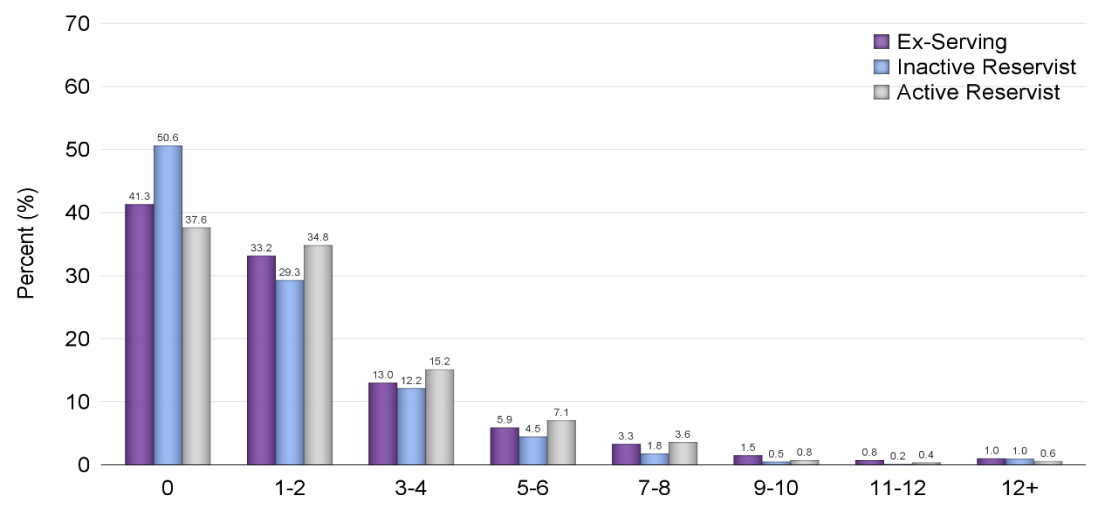 70
Ex-Serving
Inactive Reservist
Active Reservist
60
50
40
30
20
10
0
Percent (%)
41.3 50.6 37.6
33.2 29.3 34.8
13.0 12.2 15.2
5.9 4.5 7.1
3.3 1.8 3.6
1.5 0.5 0.8
0.8 0.2 0.4
1.0 1.0 0.6
0 1-2 3-4 5-6 7-8 9-10 11-12 12+